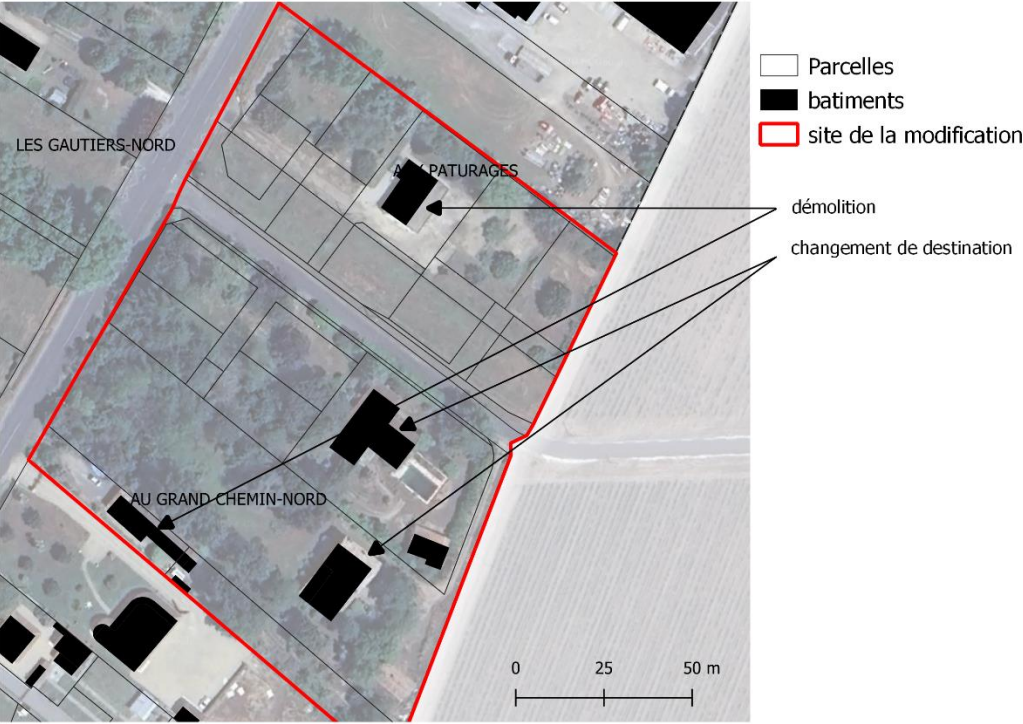 Parcelles
batiments
site de la modification
LES GAUTIERS-NORD
PATURAGES
démolition
changement de destination
AU GRAND CHEMIN-NORD
0 25 50 m